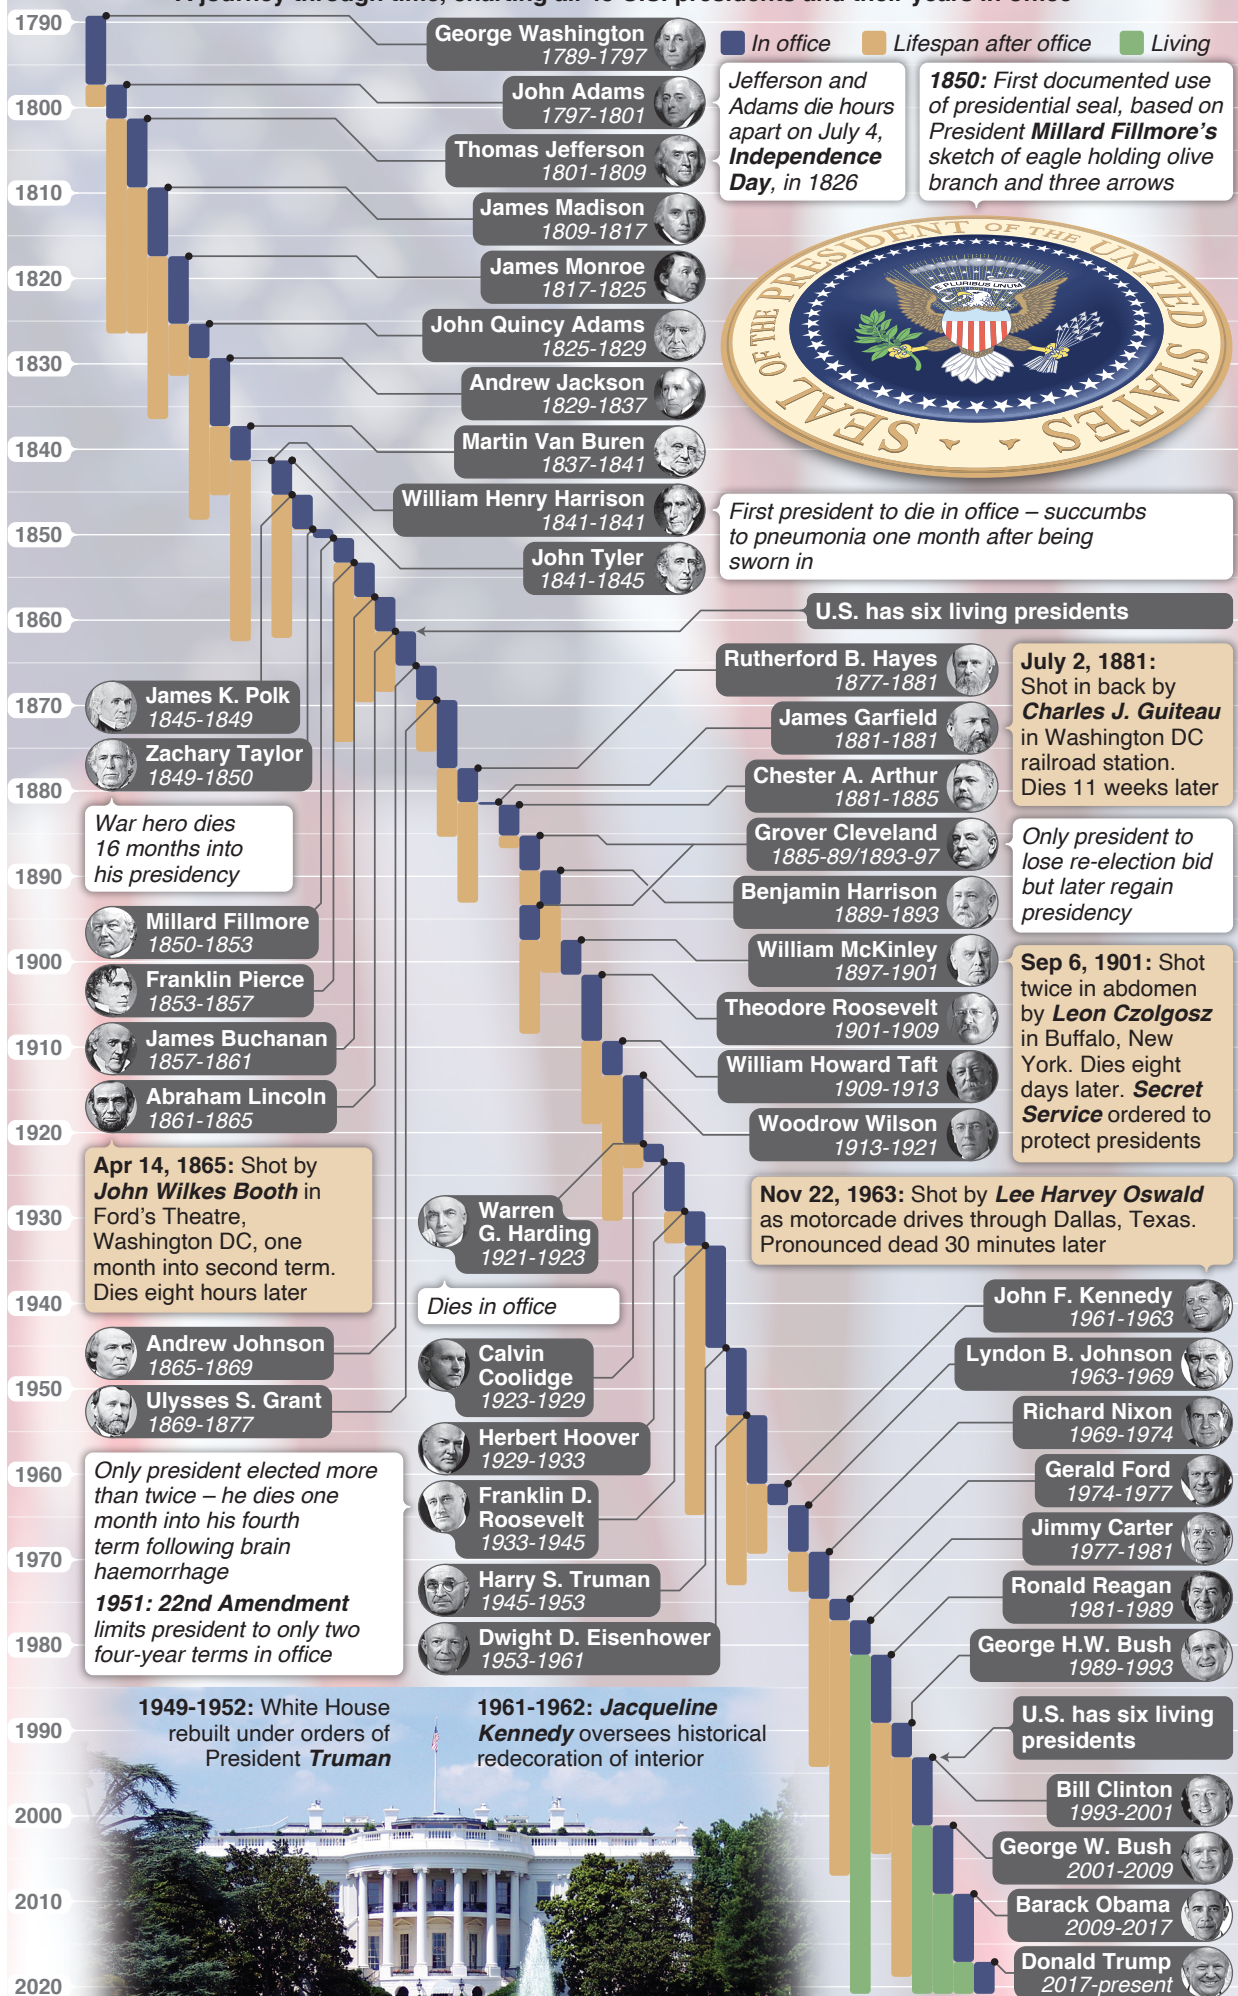 1790
1800
1810
1820
1830
1840
1850
1860
1870
1880
1890
1900
1910
1920
1930
1940
1950
1960
1970
1980
1990
2000
2010
2020
In office
Lifespan after office
Living
George Washington
1789-1797
John Adams
1797-1801
Thomas Jefferson
1801-1809
James Madison
1809-1817
James Monroe
1817-1825
John Quincy Adams
1825-1829
Andrew Jackson
1829-1837
Martin Van Buren
1837-1841
William Henry Harrison
1841-1841
John Tyler
1841-1845
Jefferson and
Adams die hours
apart on July 4,
Independence
Day, in 1826
1850: First documented use
of presidential seal, based on
President Millard Fillmore's
sketch of eagle holding olive
branch and three arrows
SEAL OF THE PRESIDENT OF THE UNITED STATES
E PLURIBUS UNUM
First president to die in office – succumbs
to pneumonia one month after being
sworn in
U.S. has six living presidents
James K. Polk
1845-1849
Zachary Taylor
1849-1850
War hero dies
16 months into
his presidency
Millard Fillmore
1850-1853
Franklin Pierce
1853-1857
James Buchanan
1857-1861
Abraham Lincoln
1861-1865
Apr 14, 1865: Shot by
John Wilkes Booth in
Ford's Theatre,
Washington DC, one
month into second term.
Dies eight hours later
Andrew Johnson
1865-1869
Ulysses S. Grant
1869-1877
Rutherford B. Hayes
1877-1881
James Garfield
1881-1881
Chester A. Arthur
1881-1885
Grover Cleveland
1885-89/1893-97
Benjamin Harrison
1889-1893
William McKinley
1897-1901
Theodore Roosevelt
1901-1909
William Howard Taft
1909-1913
Woodrow Wilson
1913-1921
July 2, 1881:
Shot in back by
Charles J. Guiteau
in Washington DC
railroad station.
Dies 11 weeks later
Only president to
lose re-election bid
but later regain
presidency
Sep 6, 1901: Shot
twice in abdomen
by Leon Czolgosz
in Buffalo, New
York. Dies eight
days later. Secret
Service ordered to
protect presidents
Warren
G. Harding
1921-1923
Dies in office
Calvin
Coolidge
1923-1929
Herbert Hoover
1929-1933
Franklin D.
Roosevelt
1933-1945
Harry S. Truman
1945-1953
Dwight D. Eisenhower
1953-1961
Only president elected more
than twice – he dies one
month into his fourth
term following brain
haemorrhage
1951: 22nd Amendment
limits president to only two
four-year terms in office
Nov 22, 1963: Shot by Lee Harvey Oswald
as motorcade drives through Dallas, Texas.
Pronounced dead 30 minutes later
John F. Kennedy
1961-1963
Lyndon B. Johnson
1963-1969
Richard Nixon
1969-1974
Gerald Ford
1974-1977
Jimmy Carter
1977-1981
Ronald Reagan
1981-1989
George H.W. Bush
1989-1993
U.S. has six living
presidents
Bill Clinton
1993-2001
George W. Bush
2001-2009
Barack Obama
2009-2017
Donald Trump
2017-present
1949-1952: White House
rebuilt under orders of
President Truman
1961-1962: Jacqueline
Kennedy oversees historical
redecoration of interior